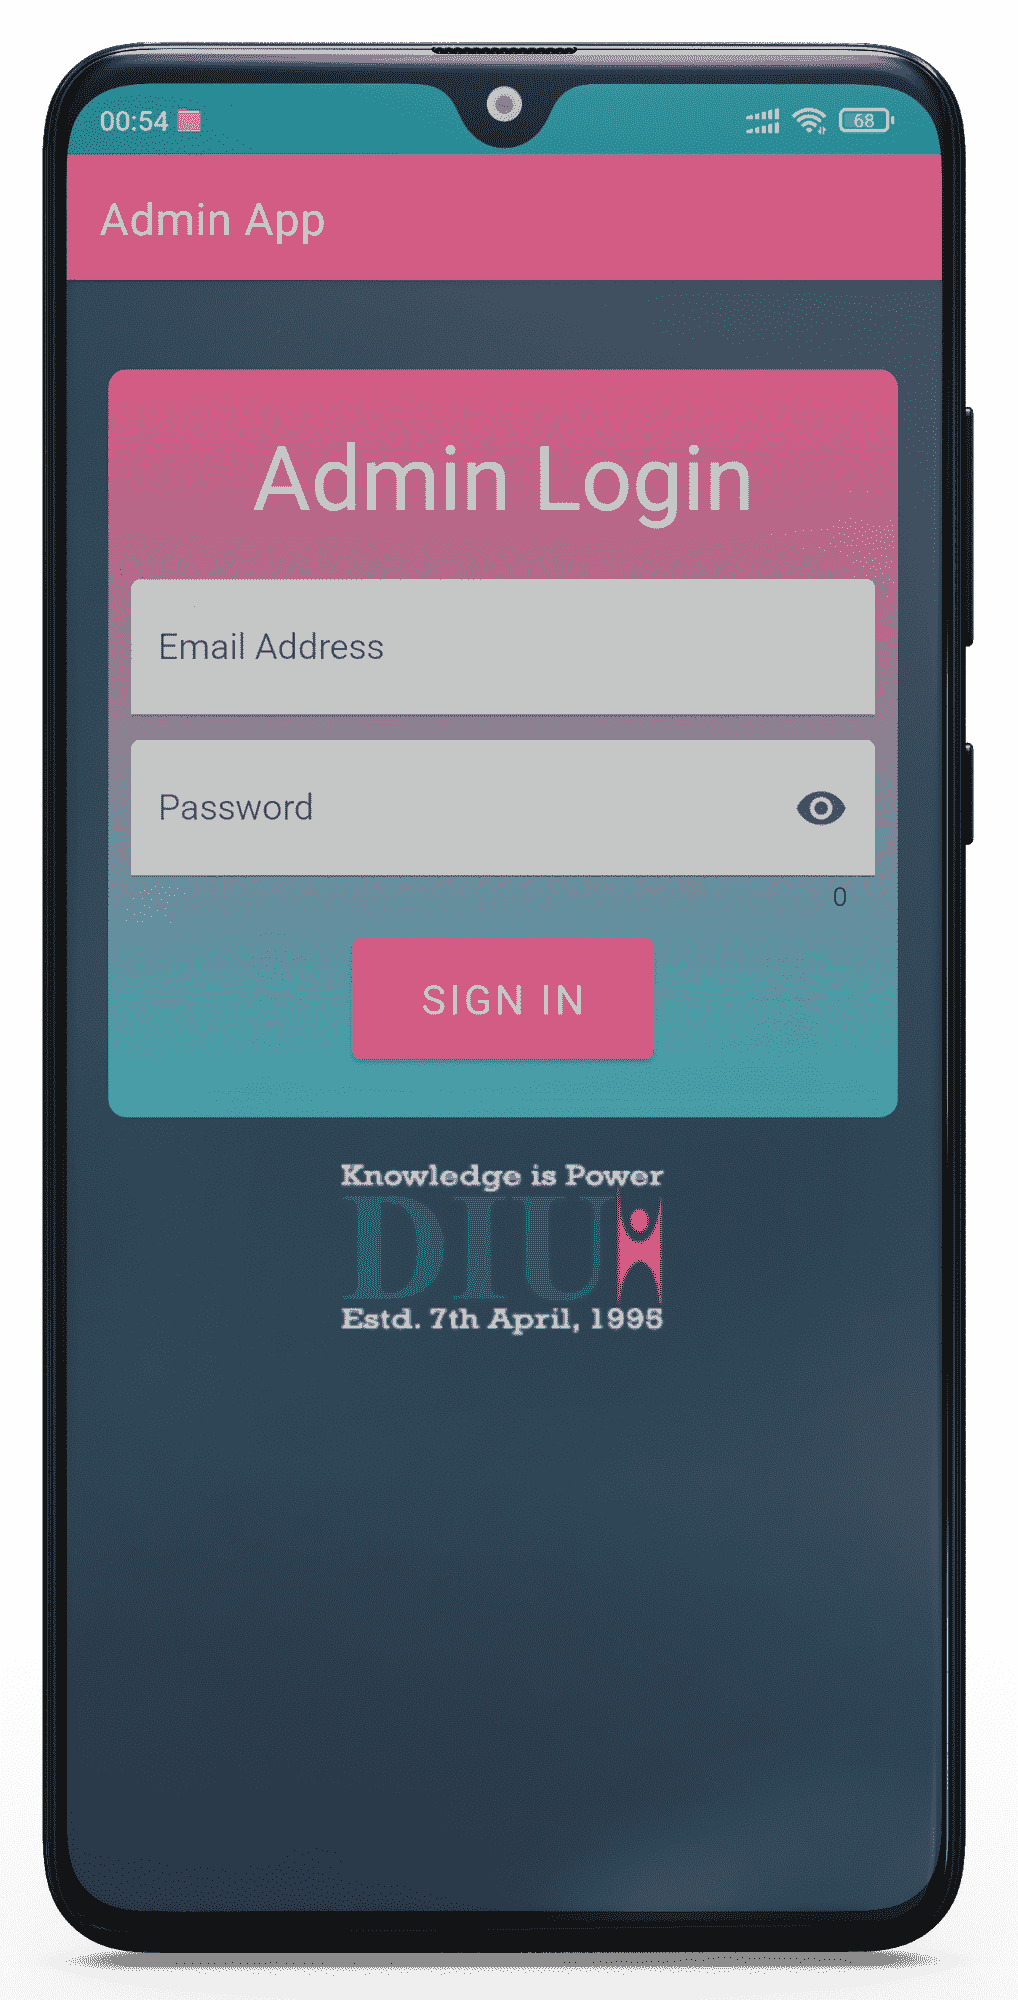 00:54
68
Admin App
Admin Login
Email Address
Password
0
SIGN IN
Knowledge is Power
DIU
Estd. 7th April, 1995